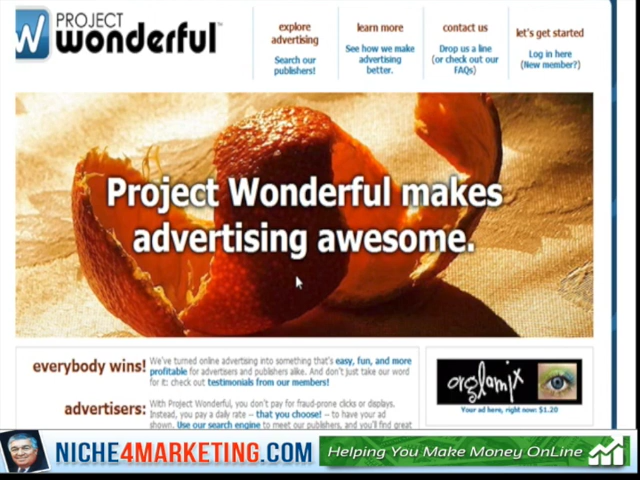 PROJECT
wonderful™
explore
advertising
Search our
publishers!
learn more
See how we make
advertising
better.
contact us
Drop us a line
(or check out our
FAQs)
let's get started
Log in here
(New member?)
Project Wonderful makes
advertising awesome.
everybody wins!
We've turned online advertising into something that's easy, fun, and more
profitable for advertisers and publishers alike. And don't just take our word
for it: check out testimonials from our members!
advertisers:
With Project Wonderful, you don't pay for fraud-prone clicks or displays.
Instead, you pay a daily rate -- that you choose! -- to have your ad
shown. Use our search engine to meet our publishers, and you'll find great
orglamix
Your ad here, right now: $1.20
NICHE4MARKETING.COM
Helping You Make Money OnLine